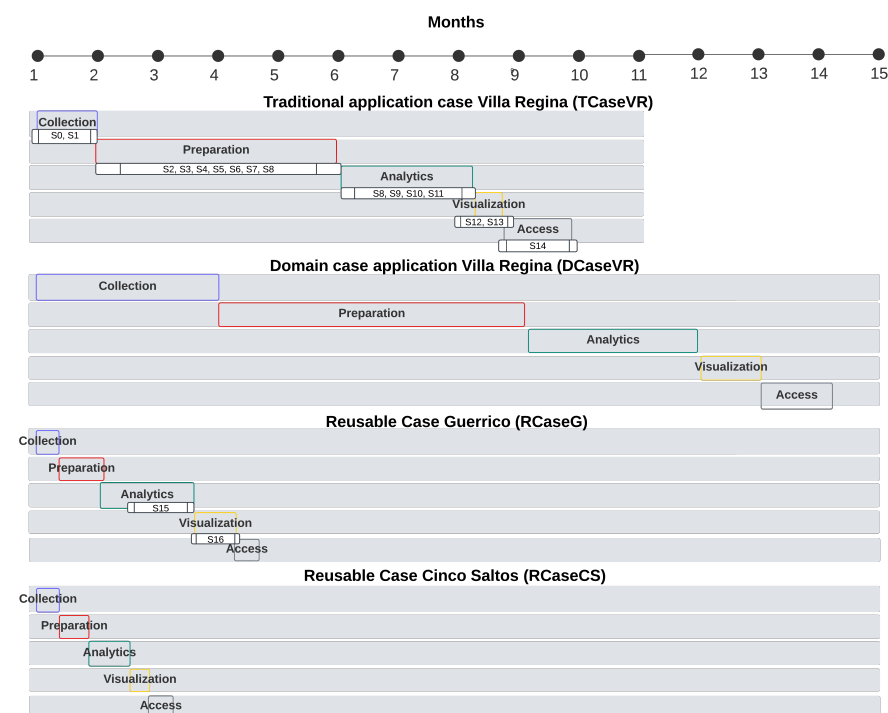 Months
1 2 3 4 5 6 7 8 9 10 11 12 13 14 15
Traditional application case Villa Regina (TCaseVR)
Collection
S0, S1
Preparation
S2, S3, S4, S5, S6, S7, S8
Analytics
S8, S9, S10, S11
Visualization
S12, S13
Access
S14
Domain case application Villa Regina (DCaseVR)
Collection
Preparation
Analytics
Visualization
Access
Reusable Case Guerrico (RCaseG)
Collection
Preparation
Analytics
S15
Visualization
S16
Access
Reusable Case Cinco Saltos (RCaseCS)
Collection
Preparation
Analytics
Visualization
Access